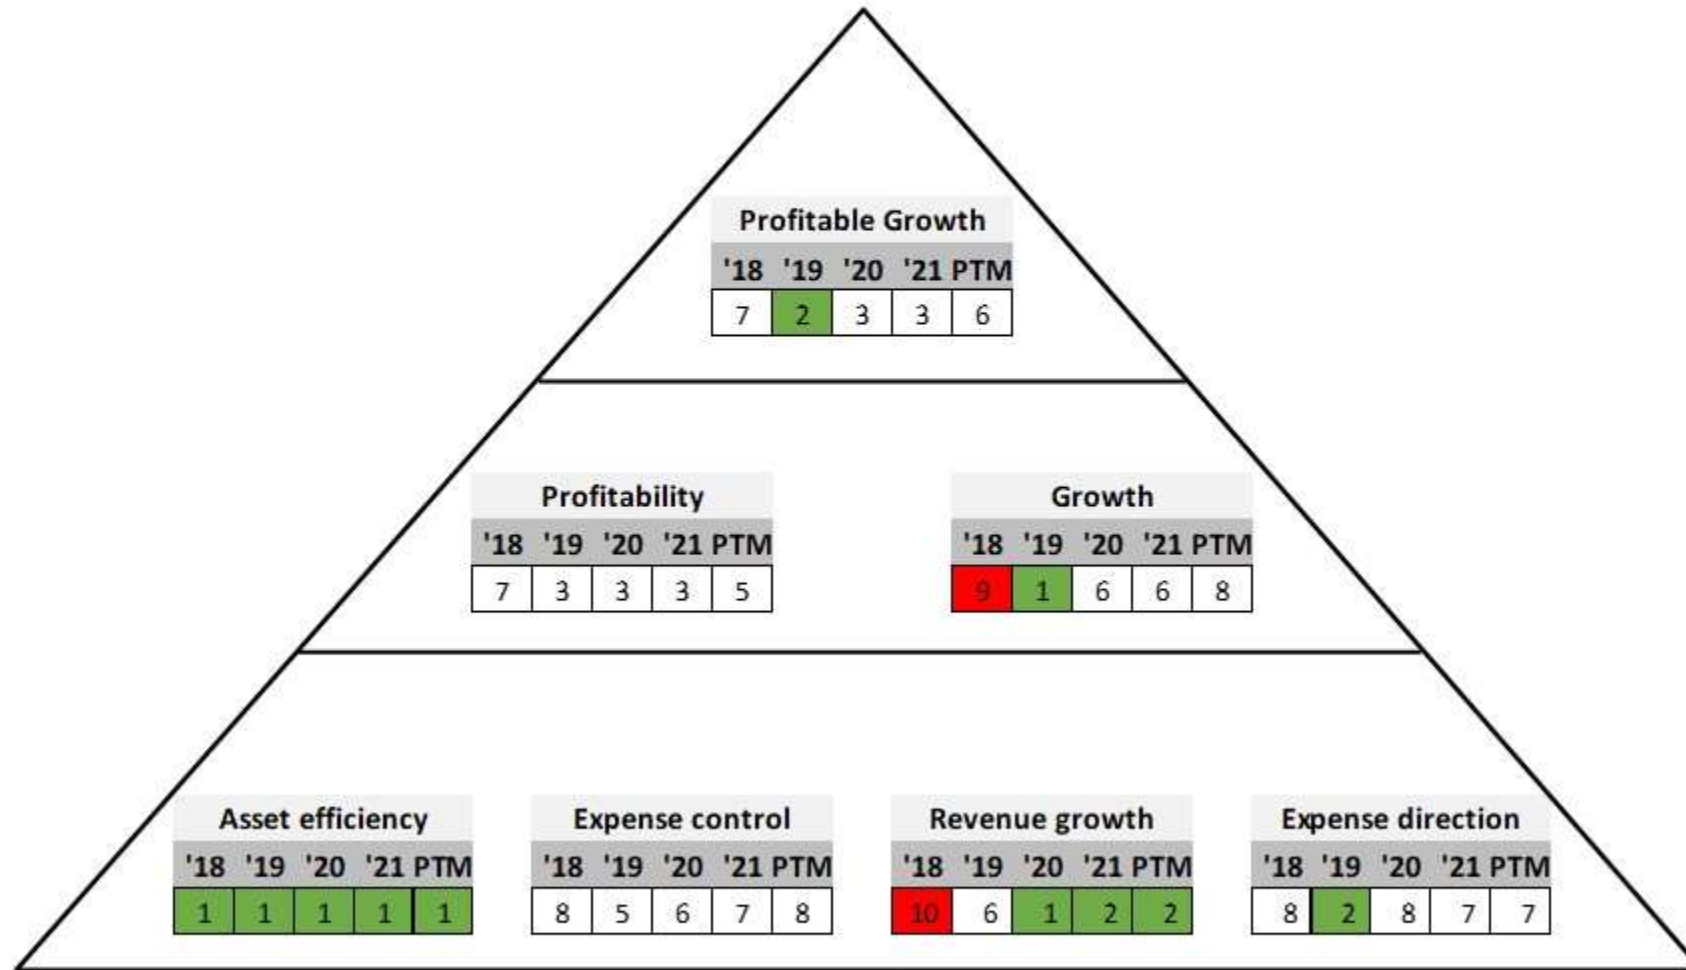 Profitable Growth
'18 '19 '20 '21 PTM
7 2 3 3 6
Profitability
'18 '19 '20 '21 PTM
7 3 3 3 5
Growth
'18 '19 '20 '21 PTM
9 1 6 6 8
Asset efficiency
'18 '19 '20 '21 PTM
1 1 1 1 1
Expense control
'18 '19 '20 '21 PTM
8 5 6 7 8
Revenue growth
'18 '19 '20 '21 PTM
10 6 1 2 2
Expense direction
'18 '19 '20 '21 PTM
8 2 8 7 7